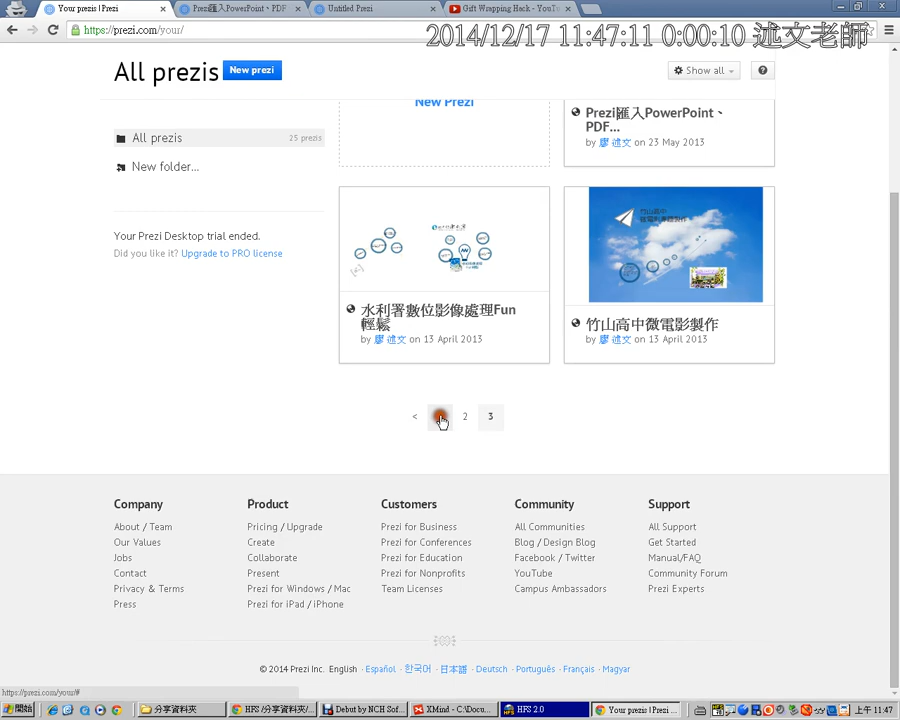 Your prezis | Prezi
Prezi匯入PowerPoint、PDF
Untitled Prezi
Gift Wrapping Hack - YouTu
https://prezi.com/your/
2014/12/17 11:47:11 0:00:10 述文老師
All prezis
New prezi
Show all
?
All prezis
25 prezis
New folder...
Your Prezi Desktop trial ended.
Did you like it? Upgrade to PRO license
New Prezi
Prezi匯入PowerPoint、
PDF...
by 廖 述文 on 23 May 2013
水利署數位影像處理Fun
輕鬆
by 廖 述文 on 13 April 2013
竹山高中
微電影製作
竹山高中微電影製作
by 廖 述文 on 13 April 2013
< 2 3
Company
About / Team
Our Values
Jobs
Contact
Privacy & Terms
Press
Product
Pricing / Upgrade
Create
Collaborate
Present
Prezi for Windows / Mac
Prezi for iPad / iPhone
Customers
Prezi for Business
Prezi for Conferences
Prezi for Education
Prezi for Nonprofits
Team Licenses
Community
All Communities
Blog / Design Blog
Facebook / Twitter
YouTube
Campus Ambassadors
Support
All Support
Get Started
Manual/FAQ
Community Forum
Prezi Experts
© 2014 Prezi Inc. English · Español · 한국어 · 日本語 · Deutsch · Português · Français · Magyar
https://prezi.com/your/#
開始
分享資料夾
HFS /分享資料夾/...
Debut by NCH Sof...
XMind - C:\Docu...
HFS 2.0
Your prezis | Prezi ...
上午 11:47